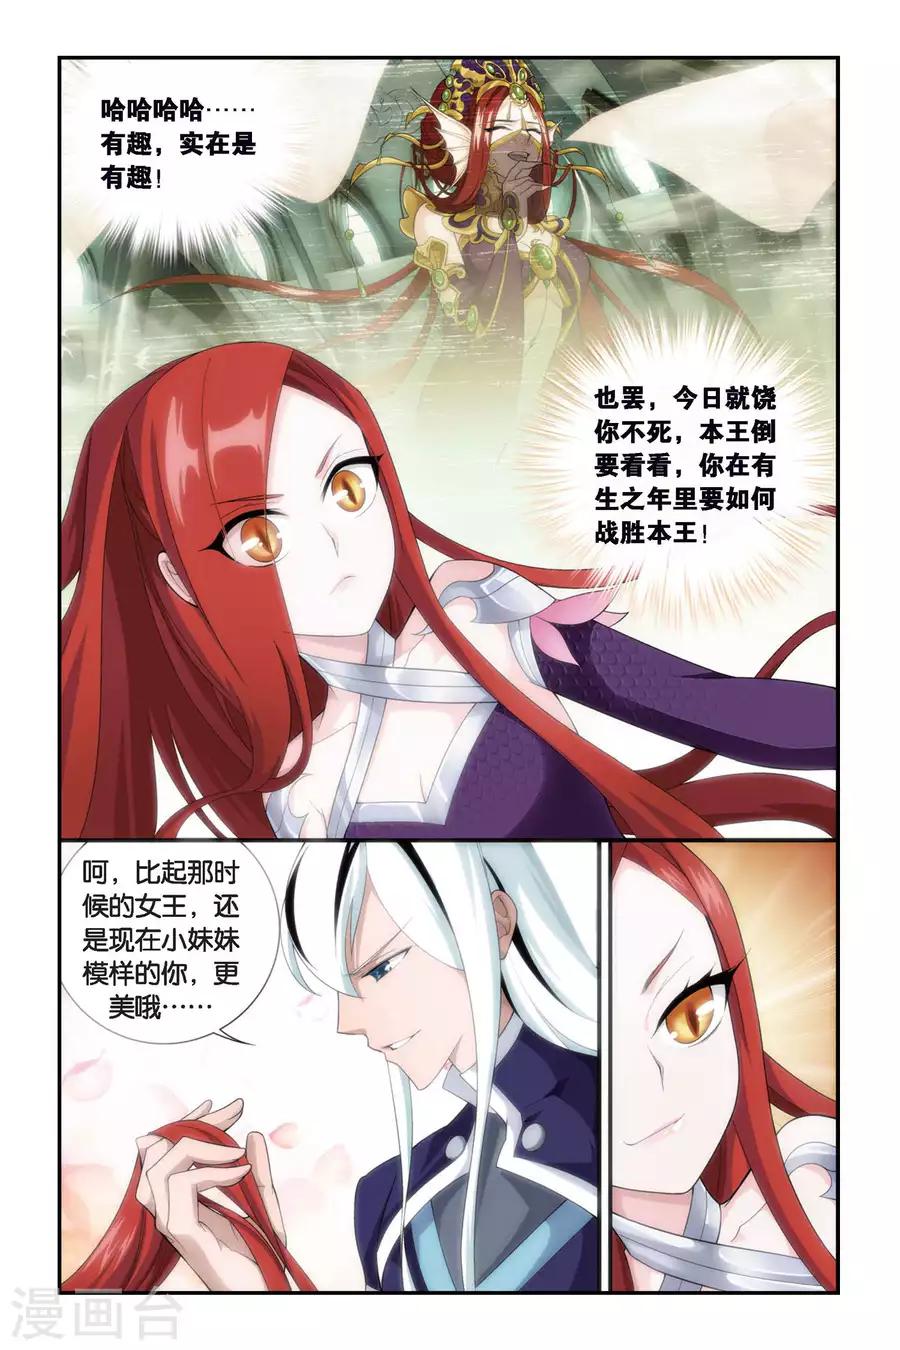 哈哈哈哈……
有趣，实在是
有趣！
也罢，今日就饶
你不死，本王倒
要看看，你在有
生之年里要如何
战胜本王！
呵，比起那时
候的女王，还
是现在小妹妹
模样的你，更
美哦……
漫画台